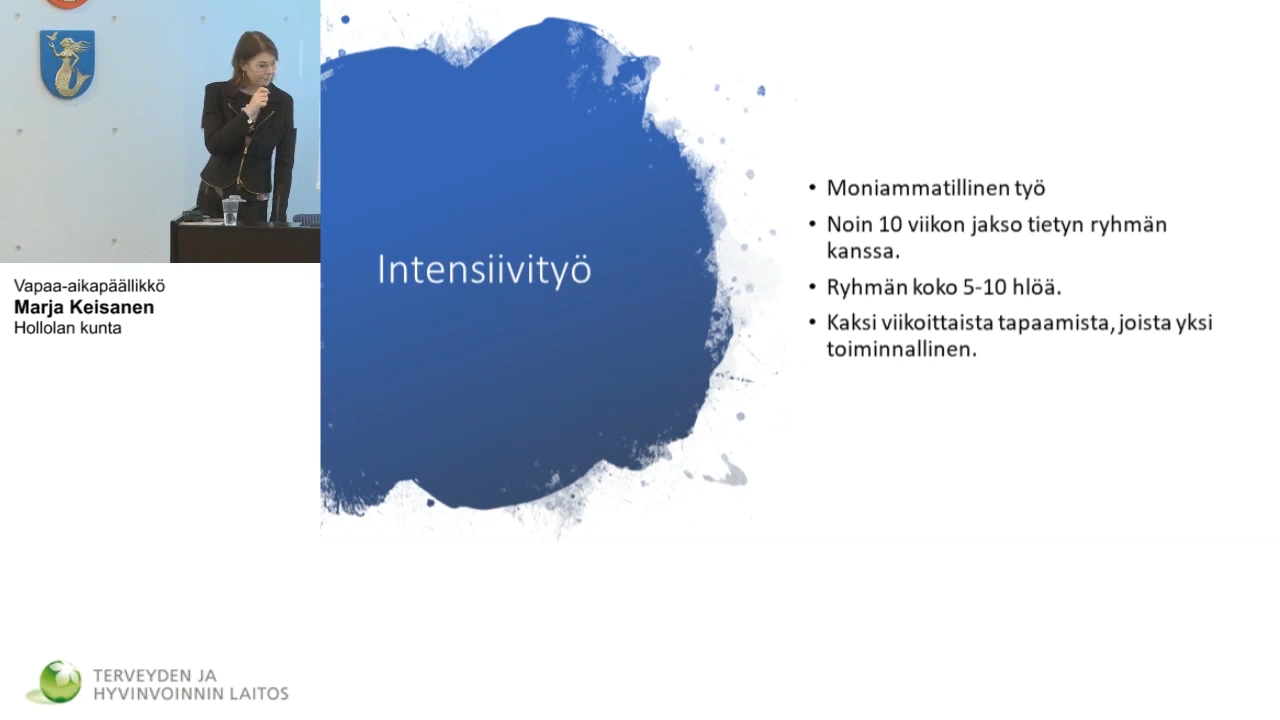 Vapaa-aikapäällikkö
Marja Keisanen
Hollolan kunta
Intensiivityö
• Moniammatillinen työ
• Noin 10 viikon jakso tietyn ryhmän
kanssa.
• Ryhmän koko 5-10 hlöä.
• Kaksi viikoittaista tapaamista, joista yksi
toiminnallinen.
TERVEYDEN JA
HYVINVOINNIN LAITOS